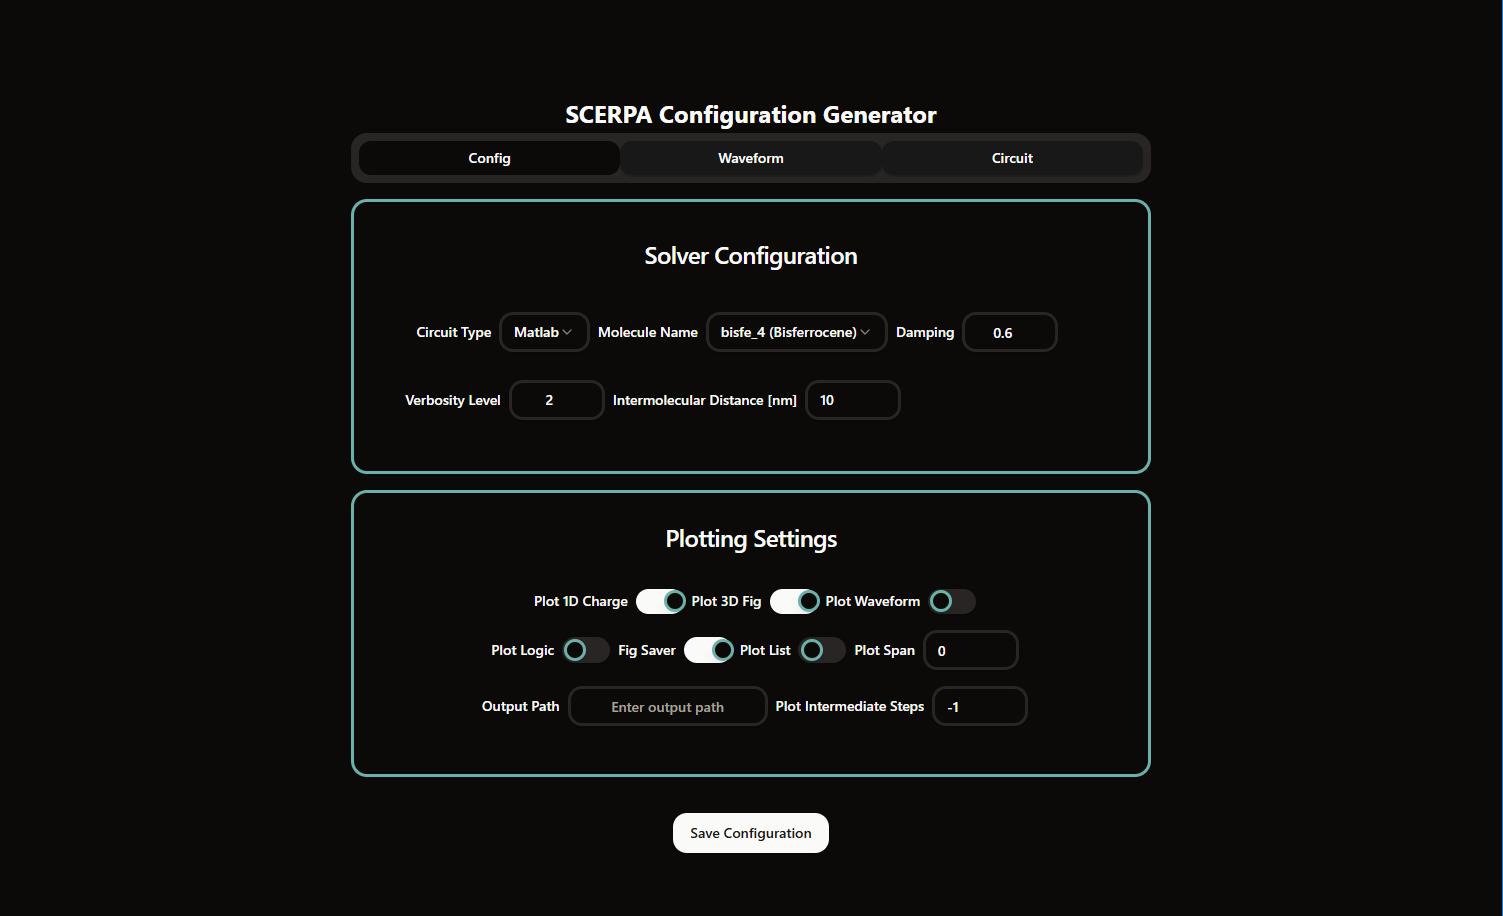 SCERPA Configuration Generator
Config Waveform Circuit
Solver Configuration
Circuit Type Matlab Molecule Name bisfe_4 (Bisferrocene) Damping 0.6
Verbosity Level 2 Intermolecular Distance [nm] 10
Plotting Settings
Plot 1D Charge Plot 3D Fig Plot Waveform
Plot Logic Fig Saver Plot List Plot Span 0
Output Path Enter output path Plot Intermediate Steps -1
Save Configuration